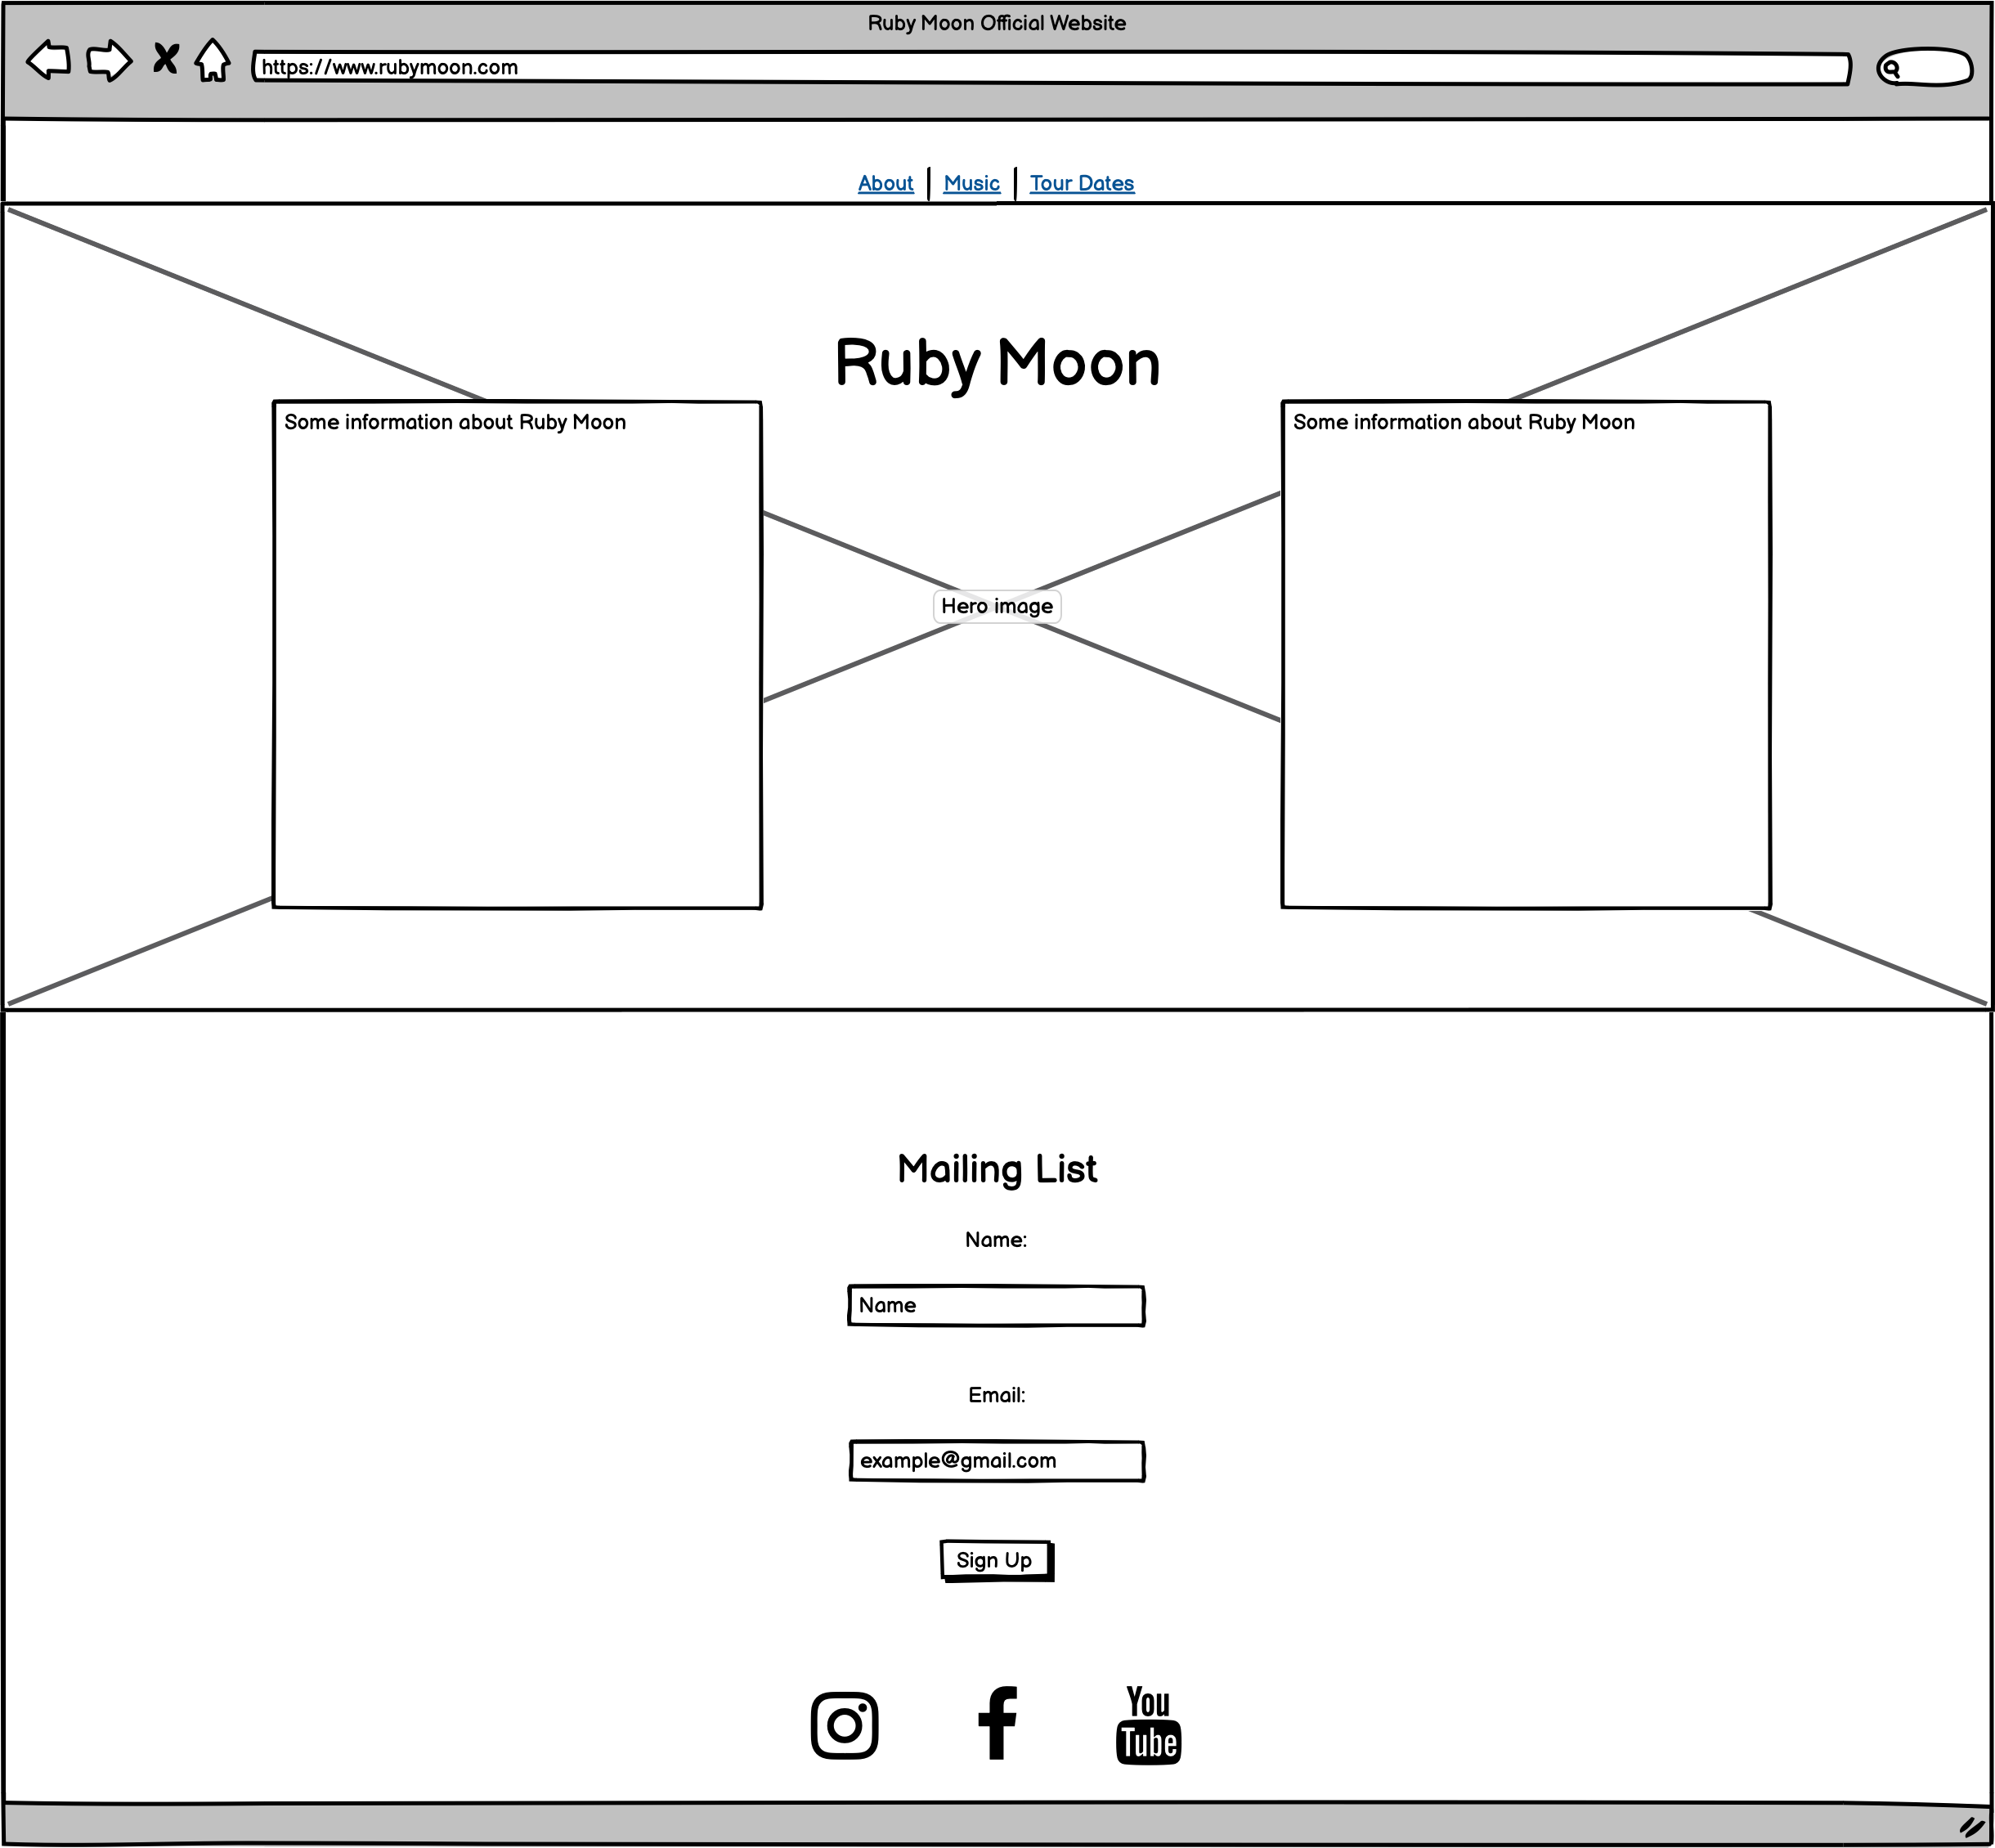 Ruby Moon Official Website
https://www.rubymoon.com
About | Music | Tour Dates
Ruby Moon
Some information about Ruby Moon
Some information about Ruby Moon
Hero image
Mailing List
Name:
Name
Email:
example@gmail.com
Sign Up
You
Tube